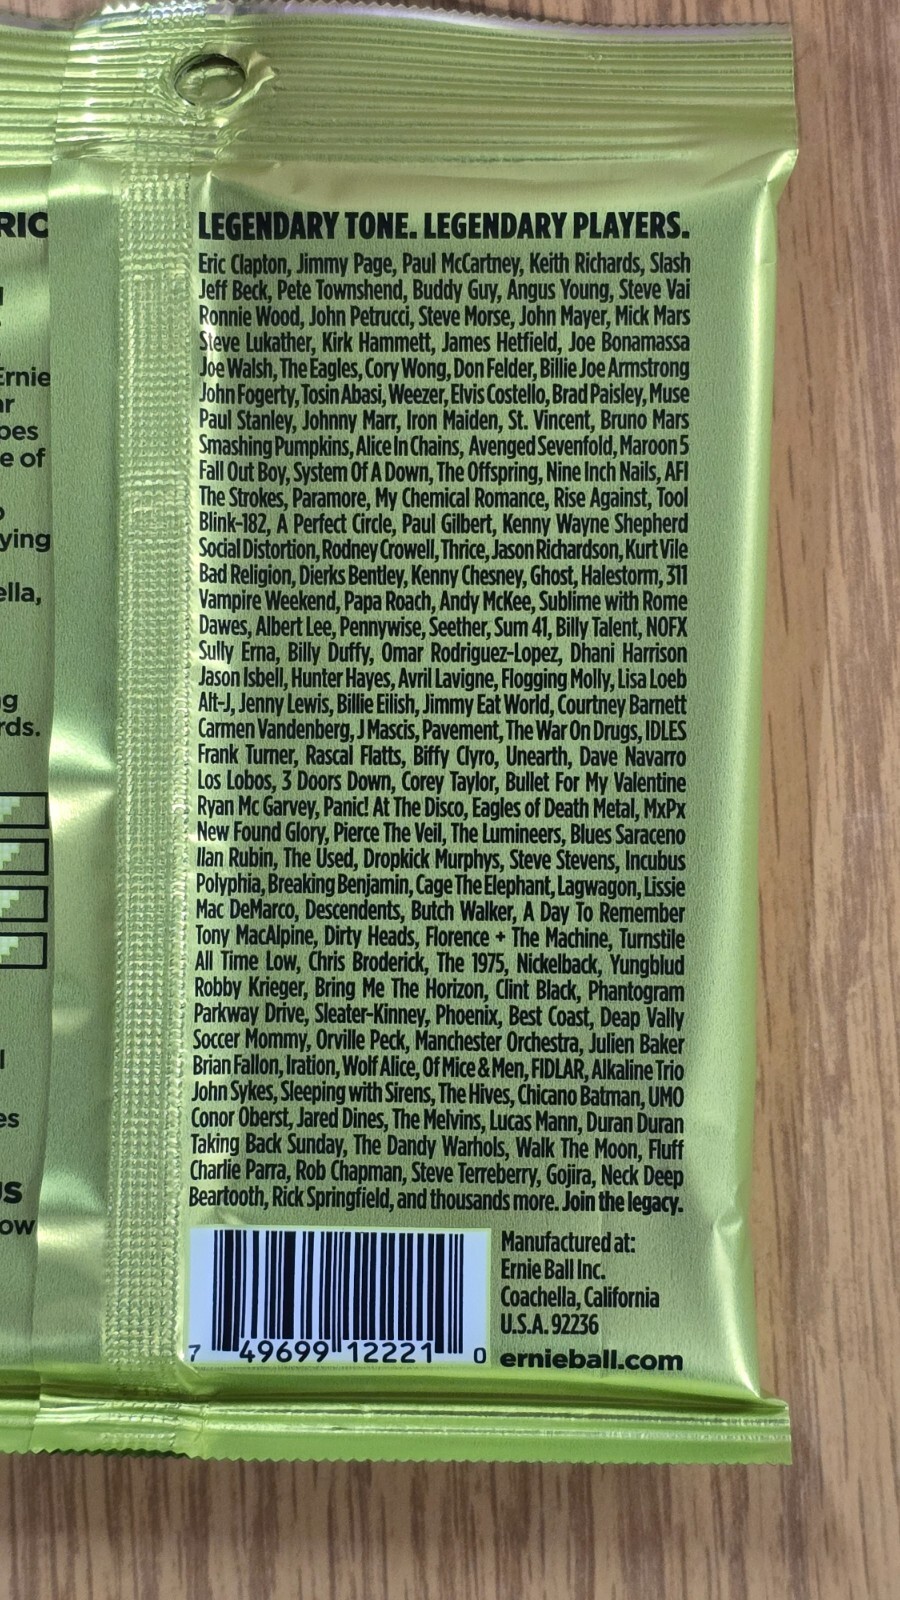 RIC
Ernie
ar
pes
e of
ying
ella,
ng
rds.
es
US
ow
LEGENDARY TONE. LEGENDARY PLAYERS.
Eric Clapton, Jimmy Page, Paul McCartney, Keith Richards, Slash
Jeff Beck, Pete Townshend, Buddy Guy, Angus Young, Steve Vai
Ronnie Wood, John Petrucci, Steve Morse, John Mayer, Mick Mars
Steve Lukather, Kirk Hammett, James Hetfield, Joe Bonamassa
Joe Walsh, The Eagles, Cory Wong, Don Felder, Billie Joe Armstrong
John Fogerty, Tosin Abasi, Weezer, Elvis Costello, Brad Paisley, Muse
Paul Stanley, Johnny Marr, Iron Maiden, St. Vincent, Bruno Mars
Smashing Pumpkins, Alice In Chains, Avenged Sevenfold, Maroon 5
Fall Out Boy, System Of A Down, The Offspring, Nine Inch Nails, AFI
The Strokes, Paramore, My Chemical Romance, Rise Against, Tool
Blink-182, A Perfect Circle, Paul Gilbert, Kenny Wayne Shepherd
Social Distortion, Rodney Crowell, Thrice, Jason Richardson, Kurt Vile
Bad Religion, Dierks Bentley, Kenny Chesney, Ghost, Halestorm, 311
Vampire Weekend, Papa Roach, Andy McKee, Sublime with Rome
Dawes, Albert Lee, Pennywise, Seether, Sum 41, Billy Talent, NOFX
Sully Erna, Billy Duffy, Omar Rodriguez-Lopez, Dhani Harrison
Jason Isbell, Hunter Hayes, Avril Lavigne, Flogging Molly, Lisa Loeb
Alt-J, Jenny Lewis, Billie Eilish, Jimmy Eat World, Courtney Barnett
Carmen Vandenberg, J Mascis, Pavement, The War On Drugs, IDLES
Frank Turner, Rascal Flatts, Biffy Clyro, Unearth, Dave Navarro
Los Lobos, 3 Doors Down, Corey Taylor, Bullet For My Valentine
Ryan Mc Garvey, Panic! At The Disco, Eagles of Death Metal, MxPx
New Found Glory, Pierce The Veil, The Lumineers, Blues Saraceno
Ilan Rubin, The Used, Dropkick Murphys, Steve Stevens, Incubus
Polyphia, Breaking Benjamin, Cage The Elephant, Lagwagon, Lissie
Mac DeMarco, Descendents, Butch Walker, A Day To Remember
Tony MacAlpine, Dirty Heads, Florence + The Machine, Turnstile
All Time Low, Chris Broderick, The 1975, Nickelback, Yungblud
Robby Krieger, Bring Me The Horizon, Clint Black, Phantogram
Parkway Drive, Sleater-Kinney, Phoenix, Best Coast, Deap Vally
Soccer Mommy, Orville Peck, Manchester Orchestra, Julien Baker
Brian Fallon, Iration, Wolf Alice, Of Mice & Men, FIDLAR, Alkaline Trio
John Sykes, Sleeping with Sirens, The Hives, Chicano Batman, UMO
Conor Oberst, Jared Dines, The Melvins, Lucas Mann, Duran Duran
Taking Back Sunday, The Dandy Warhols, Walk The Moon, Fluff
Charlie Parra, Rob Chapman, Steve Terreberry, Gojira, Neck Deep
Beartooth, Rick Springfield, and thousands more. Join the legacy.
Manufactured at:
Ernie Ball Inc.
Coachella, California
U.S.A. 92236
ernieball.com
7 49699 12221 0